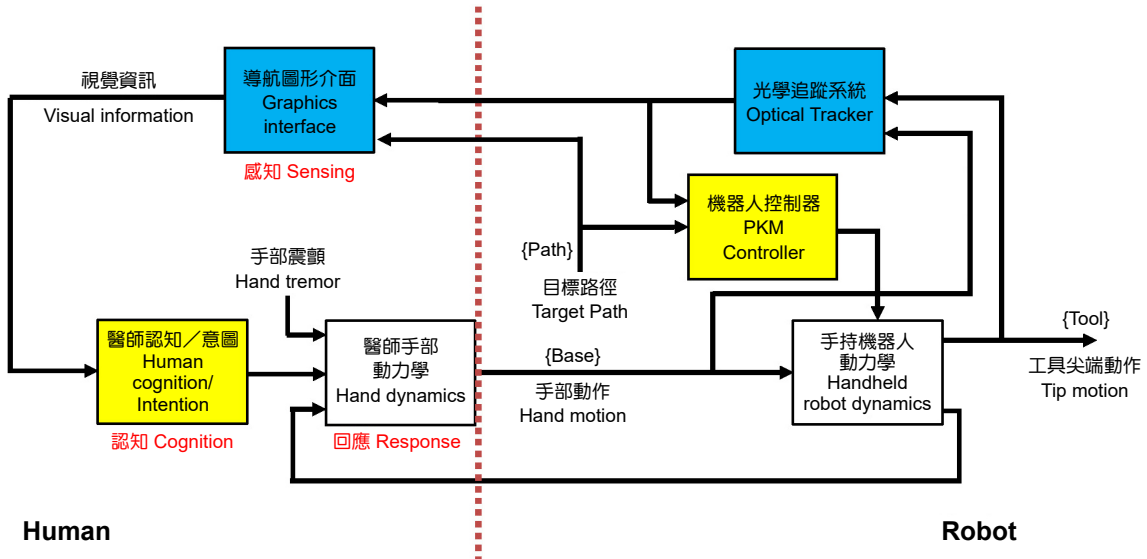 視覺資訊
Visual information
導航圖形介面
Graphics
interface
感知 Sensing
光學追蹤系統
Optical Tracker
機器人控制器
PKM
Controller
{Path}
目標路徑
Target Path
手部震顫
Hand tremor
醫師認知／意圖
Human
cognition/
Intention
認知 Cognition
醫師手部
動力學
Hand dynamics
回應 Response
{Base}
手部動作
Hand motion
手持機器人
動力學
Handheld
robot dynamics
{Tool}
工具尖端動作
Tip motion
Human
Robot